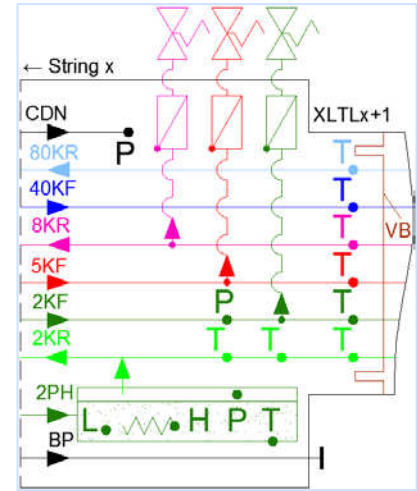 ← String x
CDN
XLTLx+1
P
80KR
T
40KF
T
8KR
T
VB
5KF
T
2KF
P
T
2KR
T
T
2PH
L
H
P
T
BP